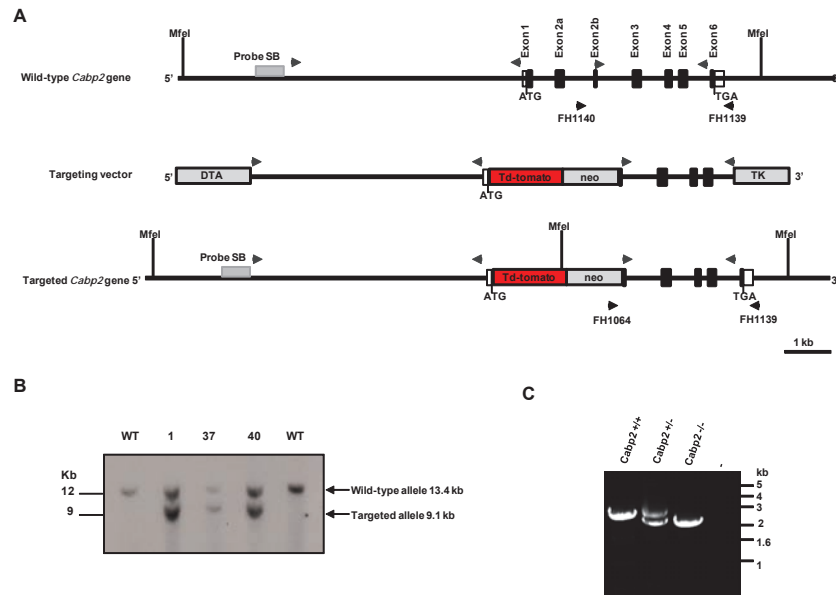 A
MfeI
Probe SB
Exon 1
Exon 2a
Exon 2b
Exon 3
Exon 4
Exon 5
Exon 6
MfeI
Wild-type Cabp2 gene
5'
ATG
TGA
FH1140
FH1139
Targeting vector
5'
DTA
Td-tomato
neo
TK
3'
ATG
MfeI
Probe SB
MfeI
MfeI
Targeted Cabp2 gene 5'
Td-tomato
neo
3
ATG
TGA
FH1064
FH1139
1 kb
B
WT
1
37
40
WT
Kb
12
9
Wild-type allele 13.4 kb
Targeted allele 9.1 kb
C
Cabp2 +/+
Cabp2 +/-
Cabp2 -/-
kb
5
4
3
2
1.6
1